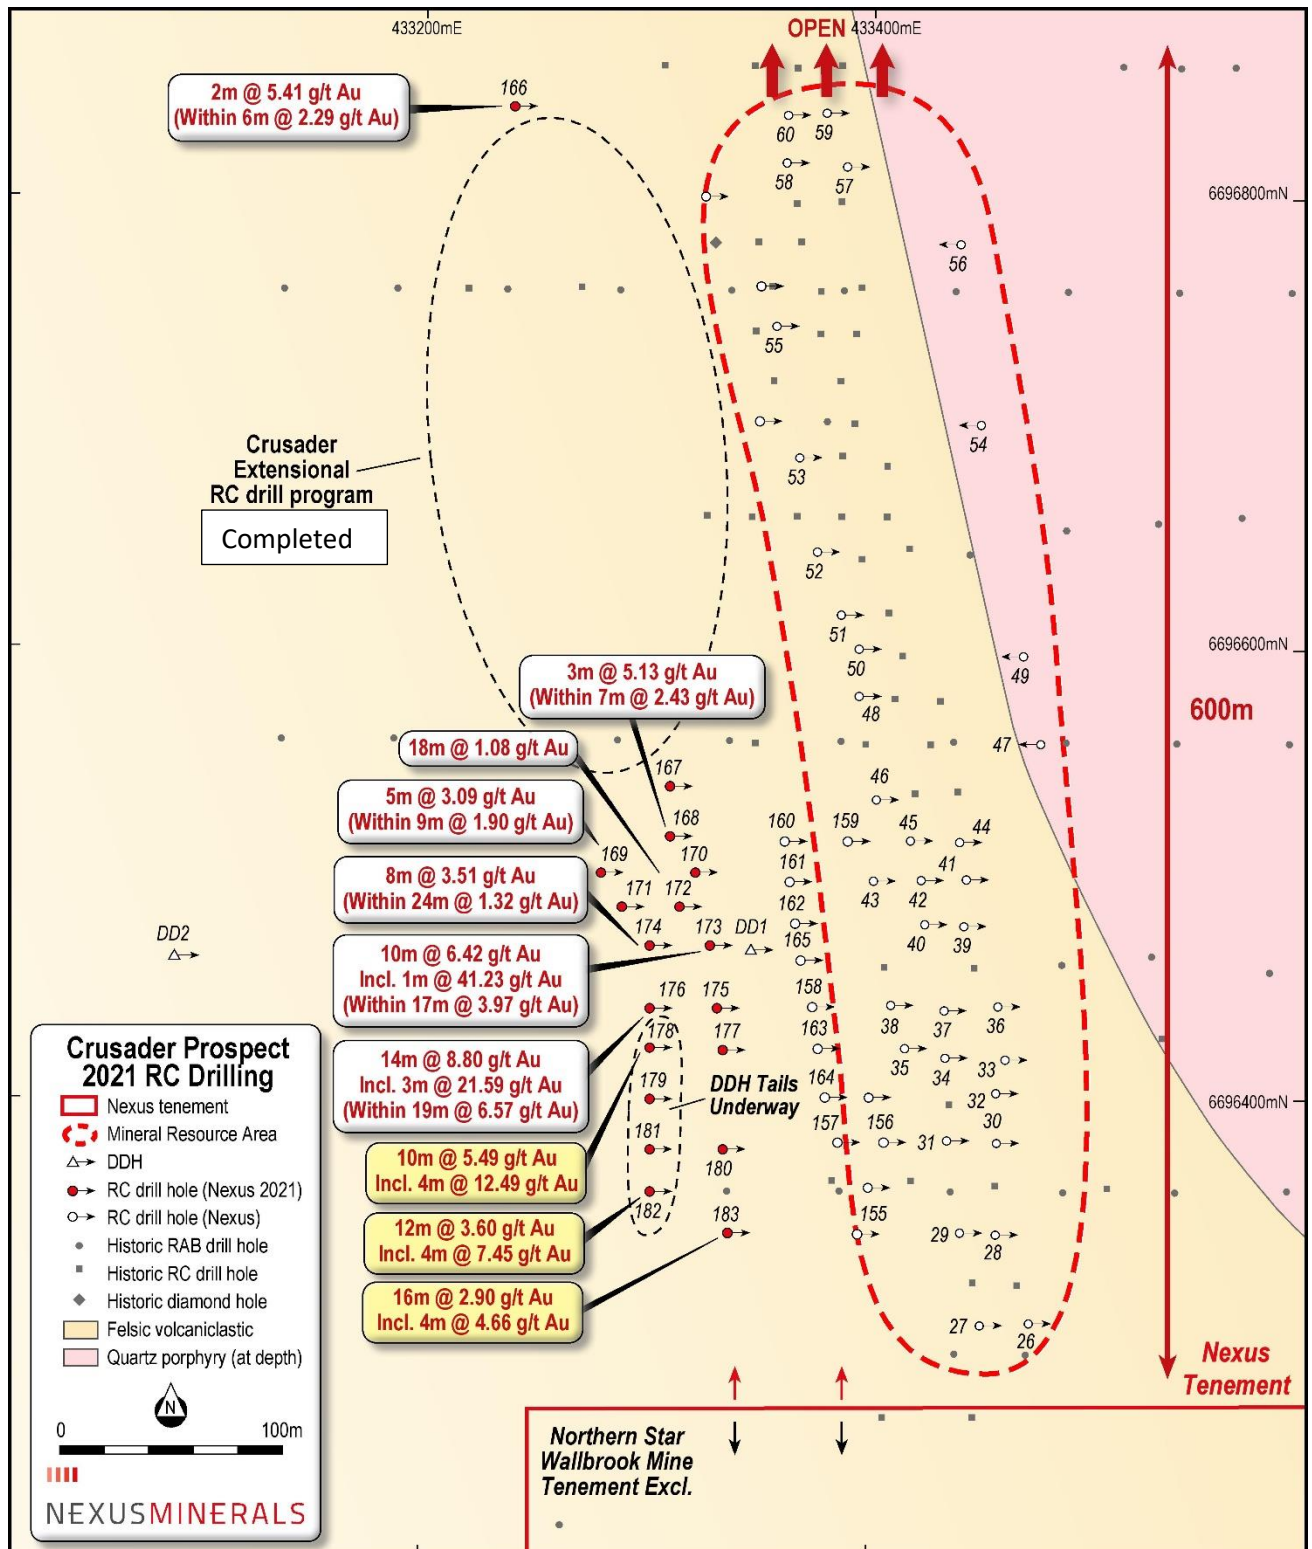 433200mE
OPEN
433400mE
2m @ 5.41 g/t Au
(Within 6m @ 2.29 g/t Au)
166
60
59
58
57
6696800mN
56
55
54
53
Crusader
Extensional
RC drill program
Completed
52
51
50
49
48
47
6696600mN
600m
3m @ 5.13 g/t Au
(Within 7m @ 2.43 g/t Au)
18m @ 1.08 g/t Au
167
46
5m @ 3.09 g/t Au
(Within 9m @ 1.90 g/t Au)
168
160
159
45
44
169
170
161
41
8m @ 3.51 g/t Au
(Within 24m @ 1.32 g/t Au)
171
172
162
43
42
DD2
174
173
DD1
165
40
39
10m @ 6.42 g/t Au
Incl. 1m @ 41.23 g/t Au
(Within 17m @ 3.97 g/t Au)
176
175
158
38
37
36
178
177
163
35
34
33
14m @ 8.80 g/t Au
Incl. 3m @ 21.59 g/t Au
(Within 19m @ 6.57 g/t Au)
179
DDH Tails
Underway
164
32
6696400mN
181
157
156
31
30
10m @ 5.49 g/t Au
Incl. 4m @ 12.49 g/t Au
180
182
183
155
29
28
12m @ 3.60 g/t Au
Incl. 4m @ 7.45 g/t Au
16m @ 2.90 g/t Au
Incl. 4m @ 4.66 g/t Au
27
26
Nexus
Tenement
Northern Star
Wallbrook Mine
Tenement Excl.
Crusader Prospect
2021 RC Drilling
Nexus tenement
Mineral Resource Area
DDH
RC drill hole (Nexus 2021)
RC drill hole (Nexus)
Historic RAB drill hole
Historic RC drill hole
Historic diamond hole
Felsic volcaniclastic
Quartz porphyry (at depth)
N
0 100m
NEXUSMINERALS